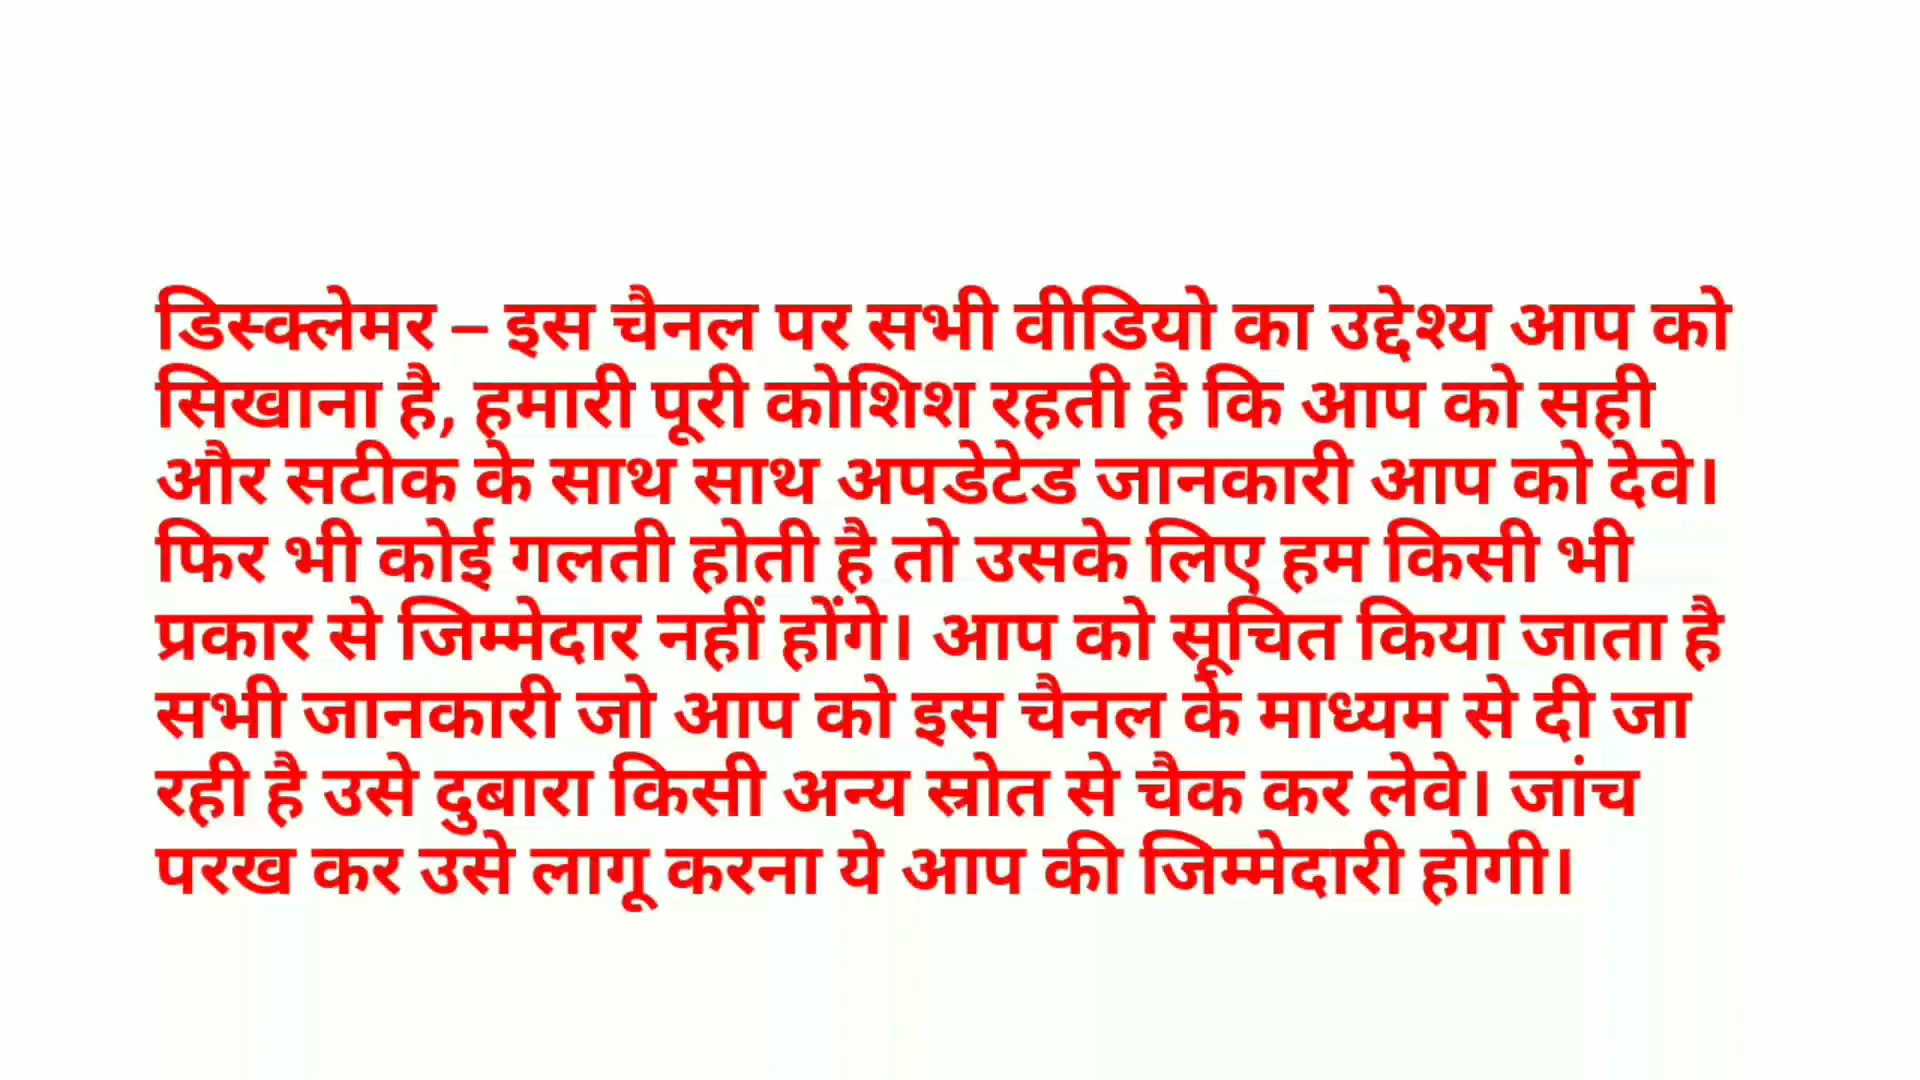 डिस्क्लेमर – इस चैनल पर सभी वीडियो का उद्देश्य आप को
सिखाना है, हमारी पूरी कोशिश रहती है कि आप को सही
और सटीक के साथ साथ अपडेटेड जानकारी आप को देवे।
फिर भी कोई गलती होती है तो उसके लिए हम किसी भी
प्रकार से जिम्मेदार नहीं होंगे। आप को सूचित किया जाता है
सभी जानकारी जो आप को इस चैनल के माध्यम से दी जा
रही है उसे दुबारा किसी अन्य स्रोत से चैक कर लेवे। जांच
परख कर उसे लागू करना ये आप की जिम्मेदारी होगी।